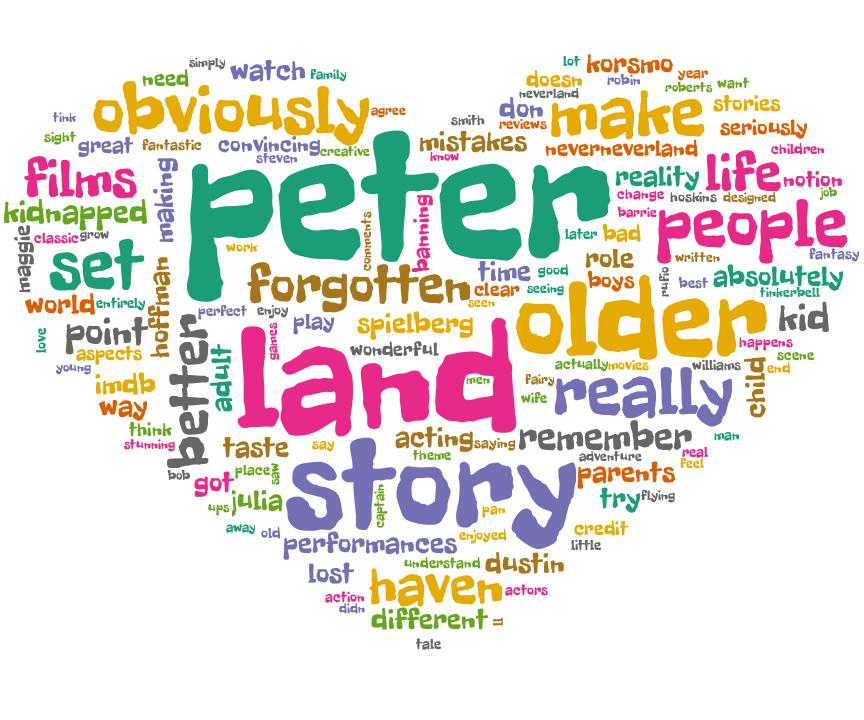 simply
need
watch
family
lot
korsmo
year
obviously
agree
doesn
robin
roberts
want
neverland
don
make
stories
tink
smith
reviews
seriously
sight
great
fantastic
convincing
creative
steven
mistakes
know
neverneverland
children
films
making
peter
reality
life
notion
change
hoskins
designed
job
kidnapped
barrie
people
classic
grow
comments
banning
later
bad
written
fantasy
maggie
set
work
forgotten
time
good
role
clear
seeing
boys
rufio
best
absolutely
tinkerbell
world
entirely
hoffman
perfect
enjoy
seen
older
kid
point
play
spielberg
love
aspects
better
adult
games
land
wonderful
happens
young
actually
movies
williams
scene
end
imdb
men
fairy
really
child
way
wife
think
stunning
taste
say
acting
saying
remember
man
theme
adventure
real
feel
bob
got
place
saw
story
parents
ups
julia
captain
pan
try
flying
away
old
performances
enjoyed
credit
little
lost
understand
dustin
action
haven
actors
didn
different
ii
tale